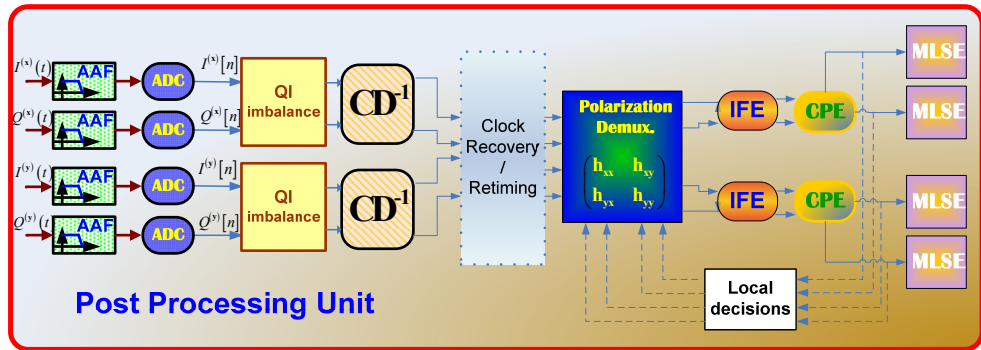 I^(x)(t)
AAF
ADC
I^(x)[n]
Q^(x)(t)
AAF
ADC
Q^(x)[n]
QI
imbalance
CD^-1
I^(y)(t)
AAF
ADC
I^(y)[n]
Q^(y)(t)
AAF
ADC
Q^(y)[n]
QI
imbalance
CD^-1
Clock
Recovery
/
Retiming
Polarization
Demux.
h_xx h_xy
h_yx h_yy
IFE
CPE
IFE
CPE
MLSE
MLSE
MLSE
MLSE
Local
decisions
Post Processing Unit